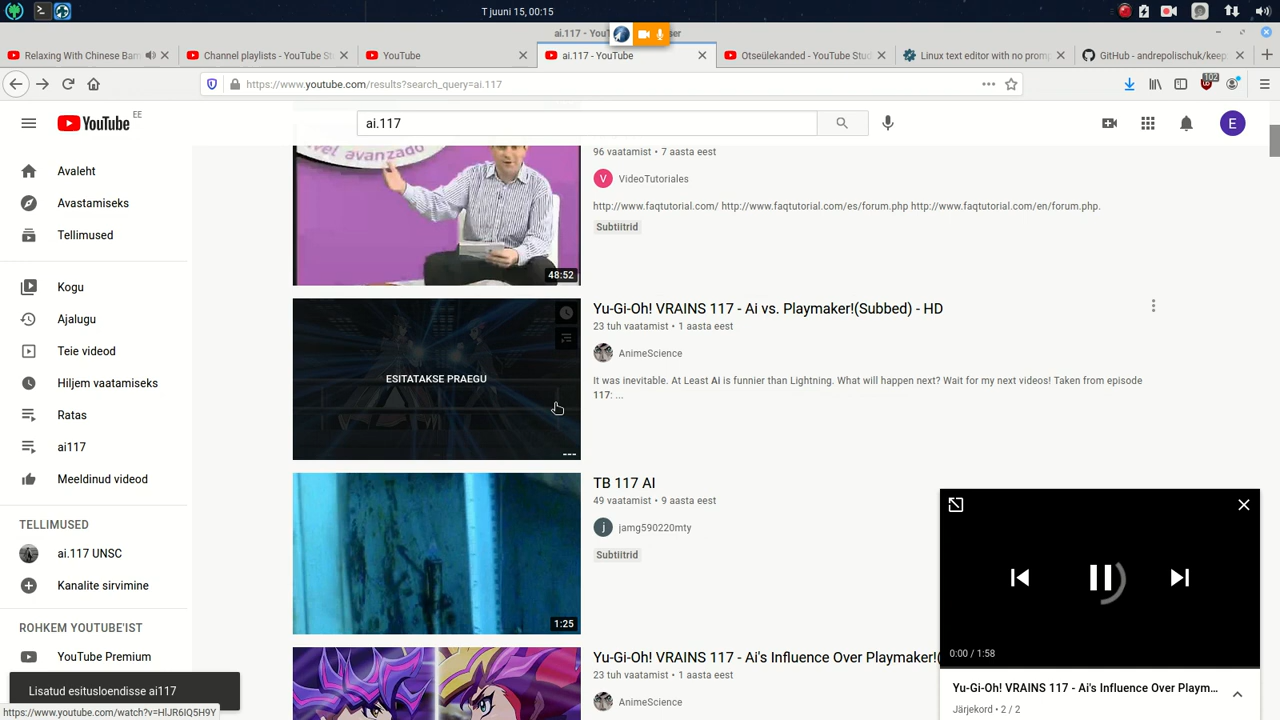 T juuni 15, 00:15
ai.117 - You
ser
Relaxing With Chinese Bam
Channel playlists - YouTube St
YouTube
ai.117 - YouTube
Otseülekanded - YouTube Stud
Linux text editor with no promp
GitHub - andrepolischuk/keep
https://www.youtube.com/results?search_query=ai.117
102
YouTube
EE
ai.117
E
Avaleht
Avastamiseks
Tellimused
Kogu
Ajalugu
Teie videod
Hiljem vaatamiseks
Ratas
ai117
Meeldinud videod
TELLIMUSED
ai.117 UNSC
Kanalite sirvimine
ROHKEM YOUTUBE'IST
YouTube Premium
Lisatud esitusloendisse ai117
https://www.youtube.com/watch?v=HlJR6IQ5H9Y
vel avanzado
48:52
96 vaatamist • 7 aasta eest
V
VideoTutoriales
http://www.faqtutorial.com/ http://www.faqtutorial.com/es/forum.php http://www.faqtutorial.com/en/forum.php.
Subtiitrid
ESITATAKSE PRAEGU
---
Yu-Gi-Oh! VRAINS 117 - Ai vs. Playmaker!(Subbed) - HD
23 tuh vaatamist • 1 aasta eest
AnimeScience
It was inevitable. At Least Ai is funnier than Lightning. What will happen next? Wait for my next videos! Taken from episode
117: ...
1:25
TB 117 AI
49 vaatamist • 9 aasta eest
j
jamg590220mty
Subtiitrid
Yu-Gi-Oh! VRAINS 117 - Ai's Influence Over Playmaker!(
23 tuh vaatamist • 1 aasta eest
AnimeScience
0:00 / 1:58
Yu-Gi-Oh! VRAINS 117 - Ai's Influence Over Playm...
Järjekord • 2 / 2